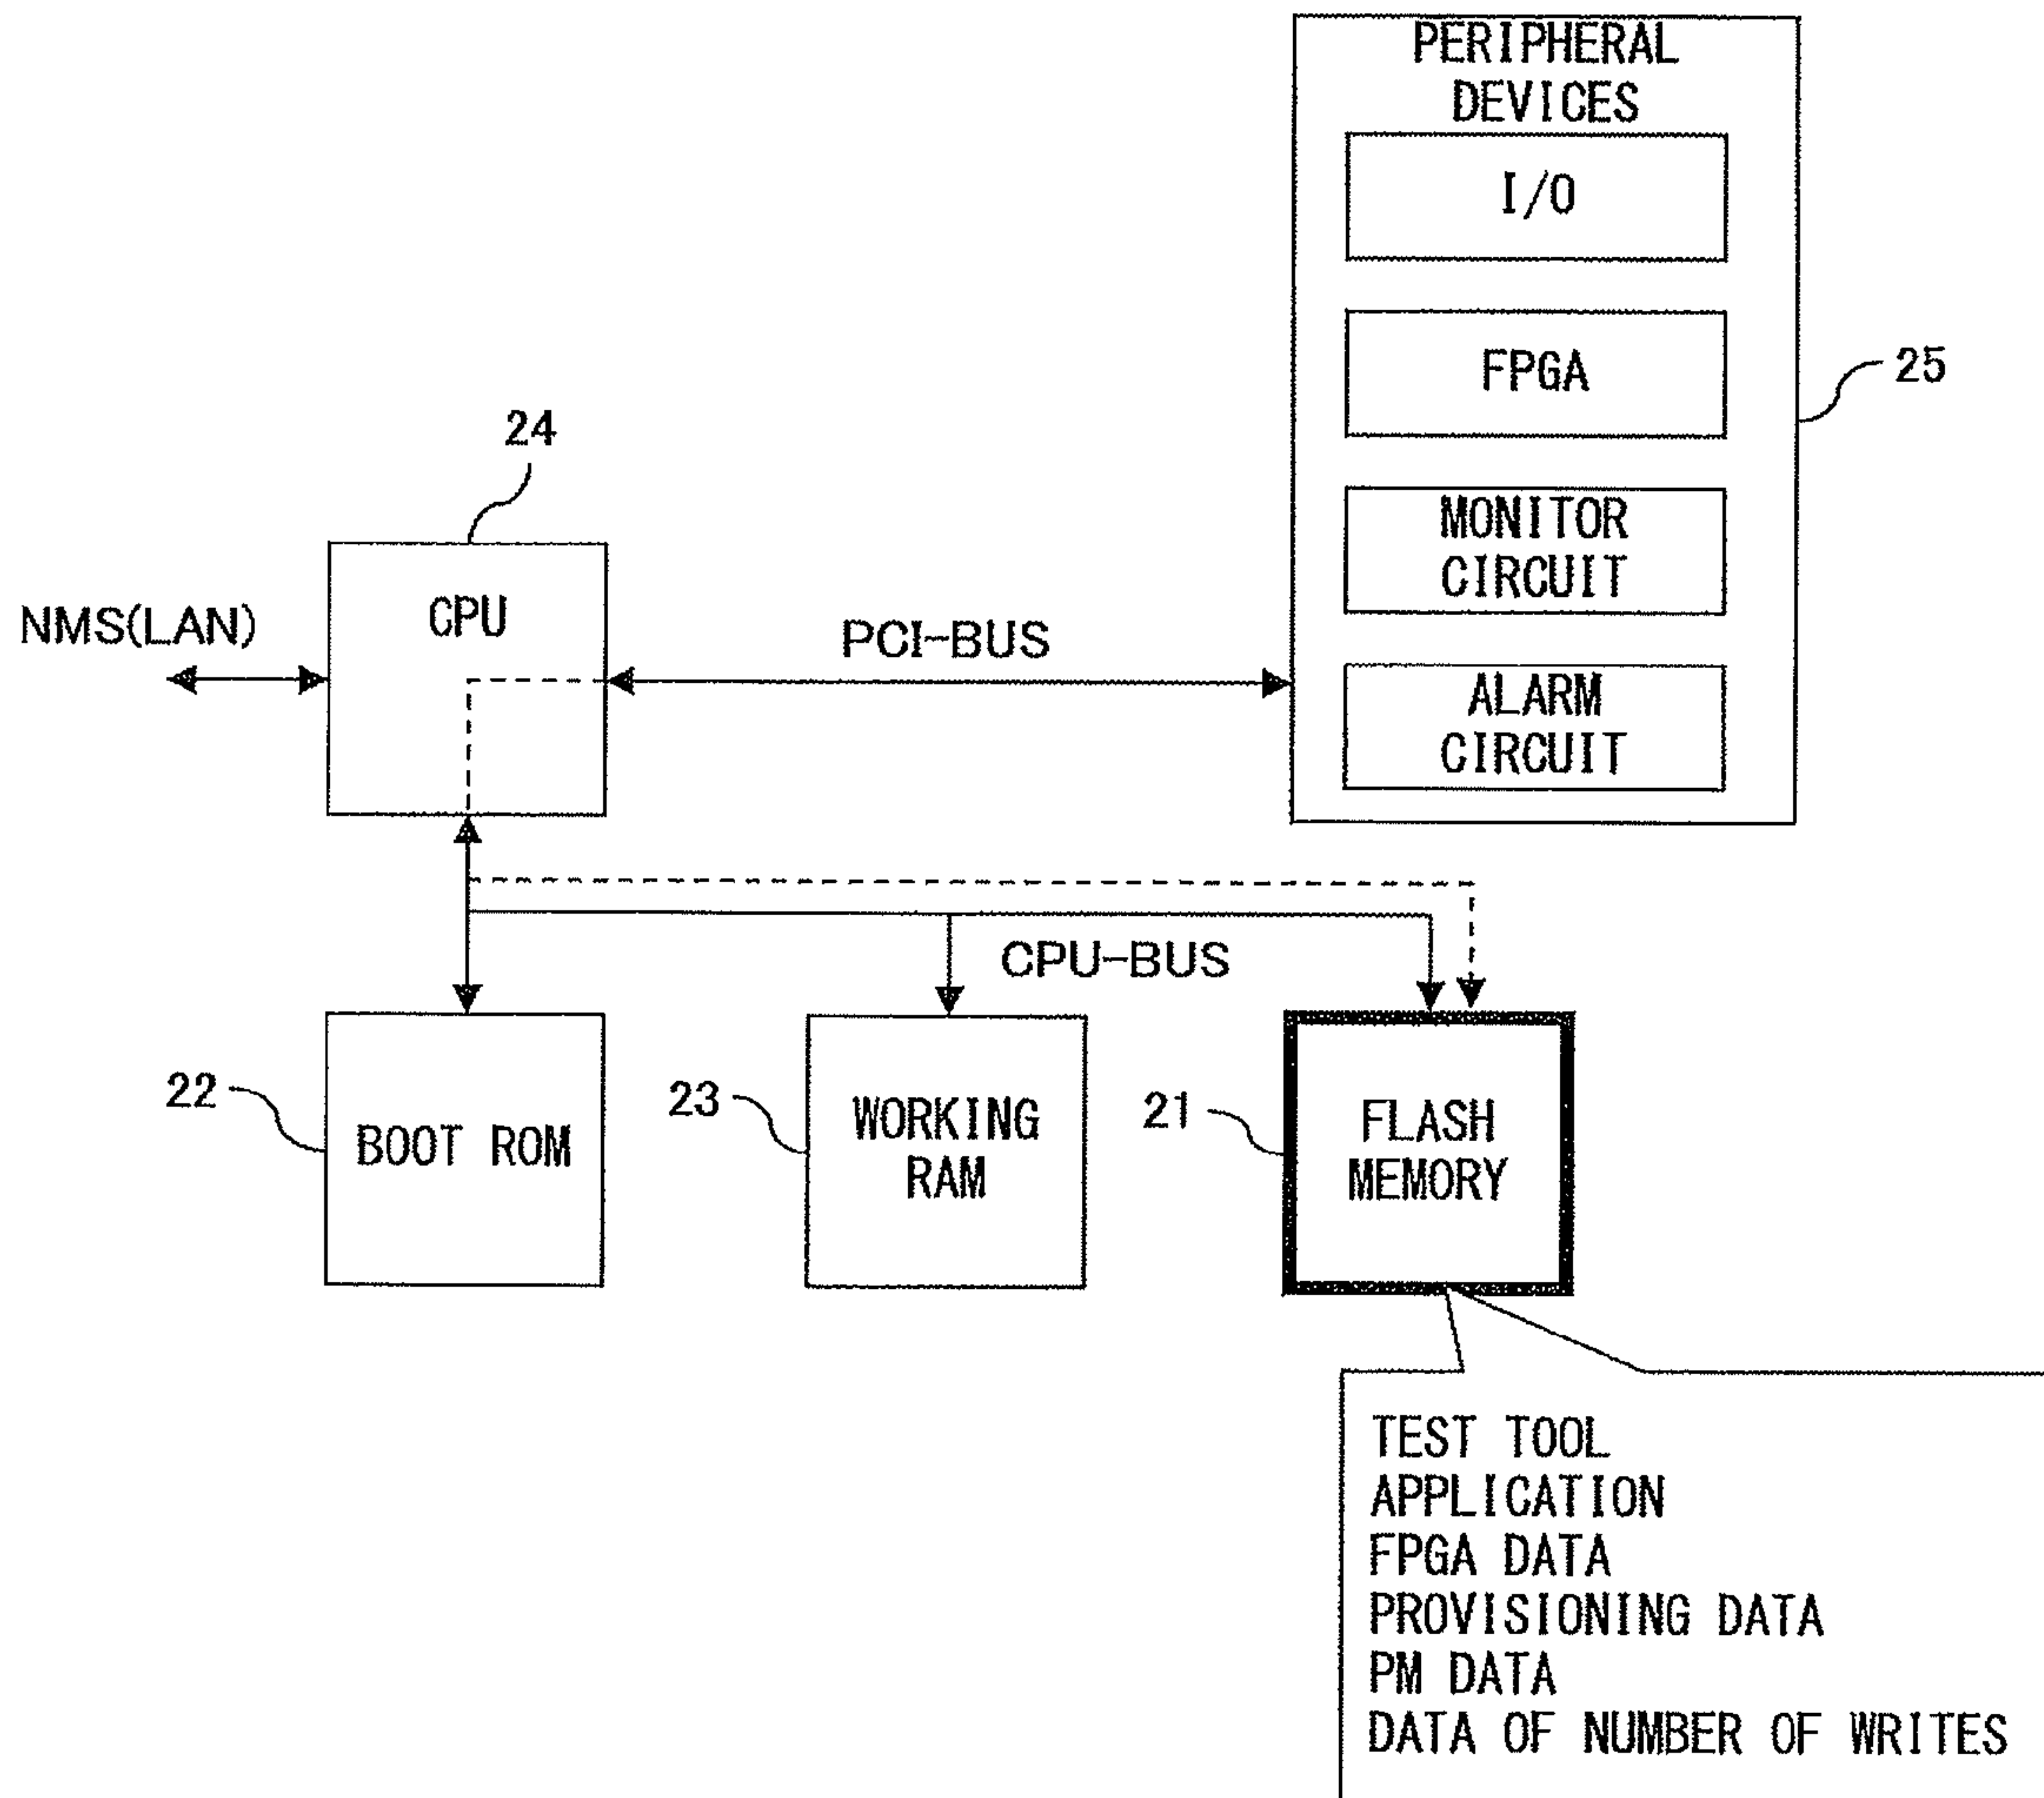 PERIPHERAL
DEVICES
I/O
FPGA
25
MONITOR
CIRCUIT
ALARM
CIRCUIT
24
CPU
NMS(LAN)
PCI-BUS
CPU-BUS
22
BOOT ROM
23
WORKING
RAM
21
FLASH
MEMORY
TEST TOOL
APPLICATION
FPGA DATA
PROVISIONING DATA
PM DATA
DATA OF NUMBER OF WRITES